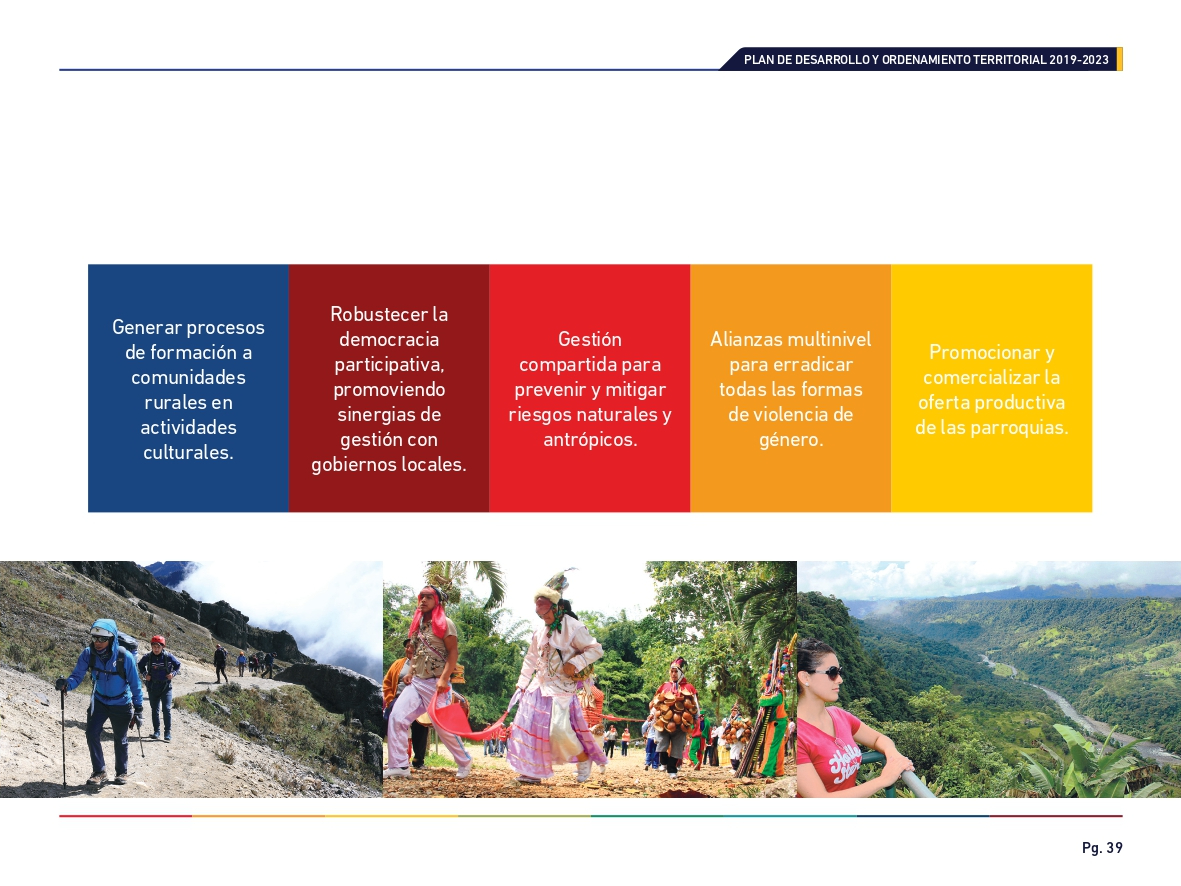 PLAN DE DESARROLLO Y ORDENAMIENTO TERRITORIAL 2019-2023
Generar procesos
de formación a
comunidades
rurales en
actividades
culturales.
Robustecer la
democracia
participativa,
promoviendo
sinergias de
gestión con
gobiernos locales.
Gestión
compartida para
prevenir y mitigar
riesgos naturales y
antrópicos.
Alianzas multinivel
para erradicar
todas las formas
de violencia de
género.
Promocionar y
comercializar la
oferta productiva
de las parroquias.
Pg. 39